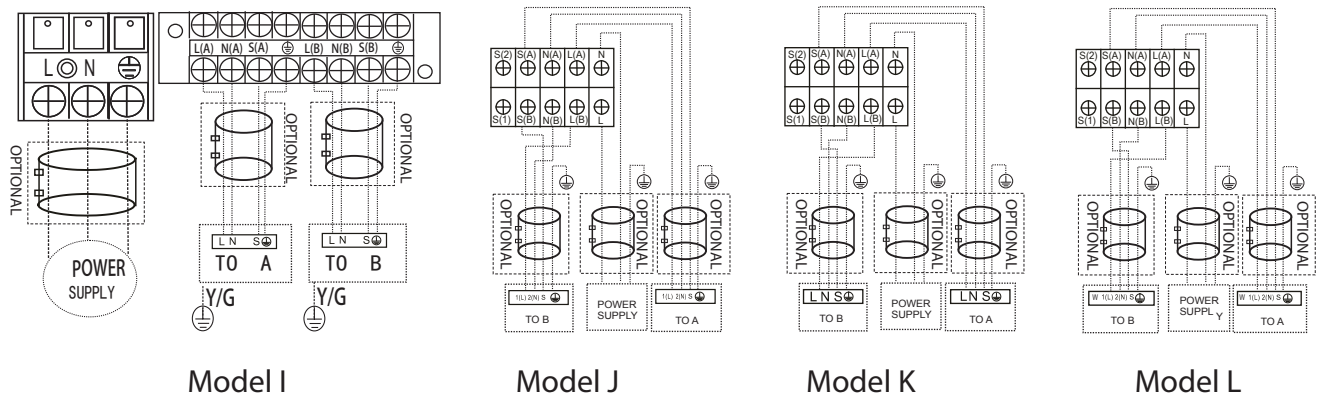 L N
OPTIONAL
POWER
SUPPLY
L(A) N(A) S(A) L(B) N(B) S(B)
OPTIONAL
OPTIONAL
L N S
TO A
L N S
TO B
Y/G
Y/G
Model I
S(2) S(A) N(A) L(A) N
S(1) S(B) N(B) L(B) L
OPTIONAL
OPTIONAL
OPTIONAL
1(L) 2(N) S
TO B
POWER
SUPPLY
1(L) 2(N) S
TO A
Model J
S(2) S(A) N(A) L(A) N
S(1) S(B) N(B) L(B) L
OPTIONAL
OPTIONAL
OPTIONAL
L N S
TO B
POWER
SUPPLY
L N S
TO A
Model K
S(2) S(A) N(A) L(A) N
S(1) S(B) N(B) L(B) L
OPTIONAL
OPTIONAL
OPTIONAL
W 1(L) 2(N) S
TO B
POWER
SUPPL Y
W 1(L) 2(N) S
TO A
Model L